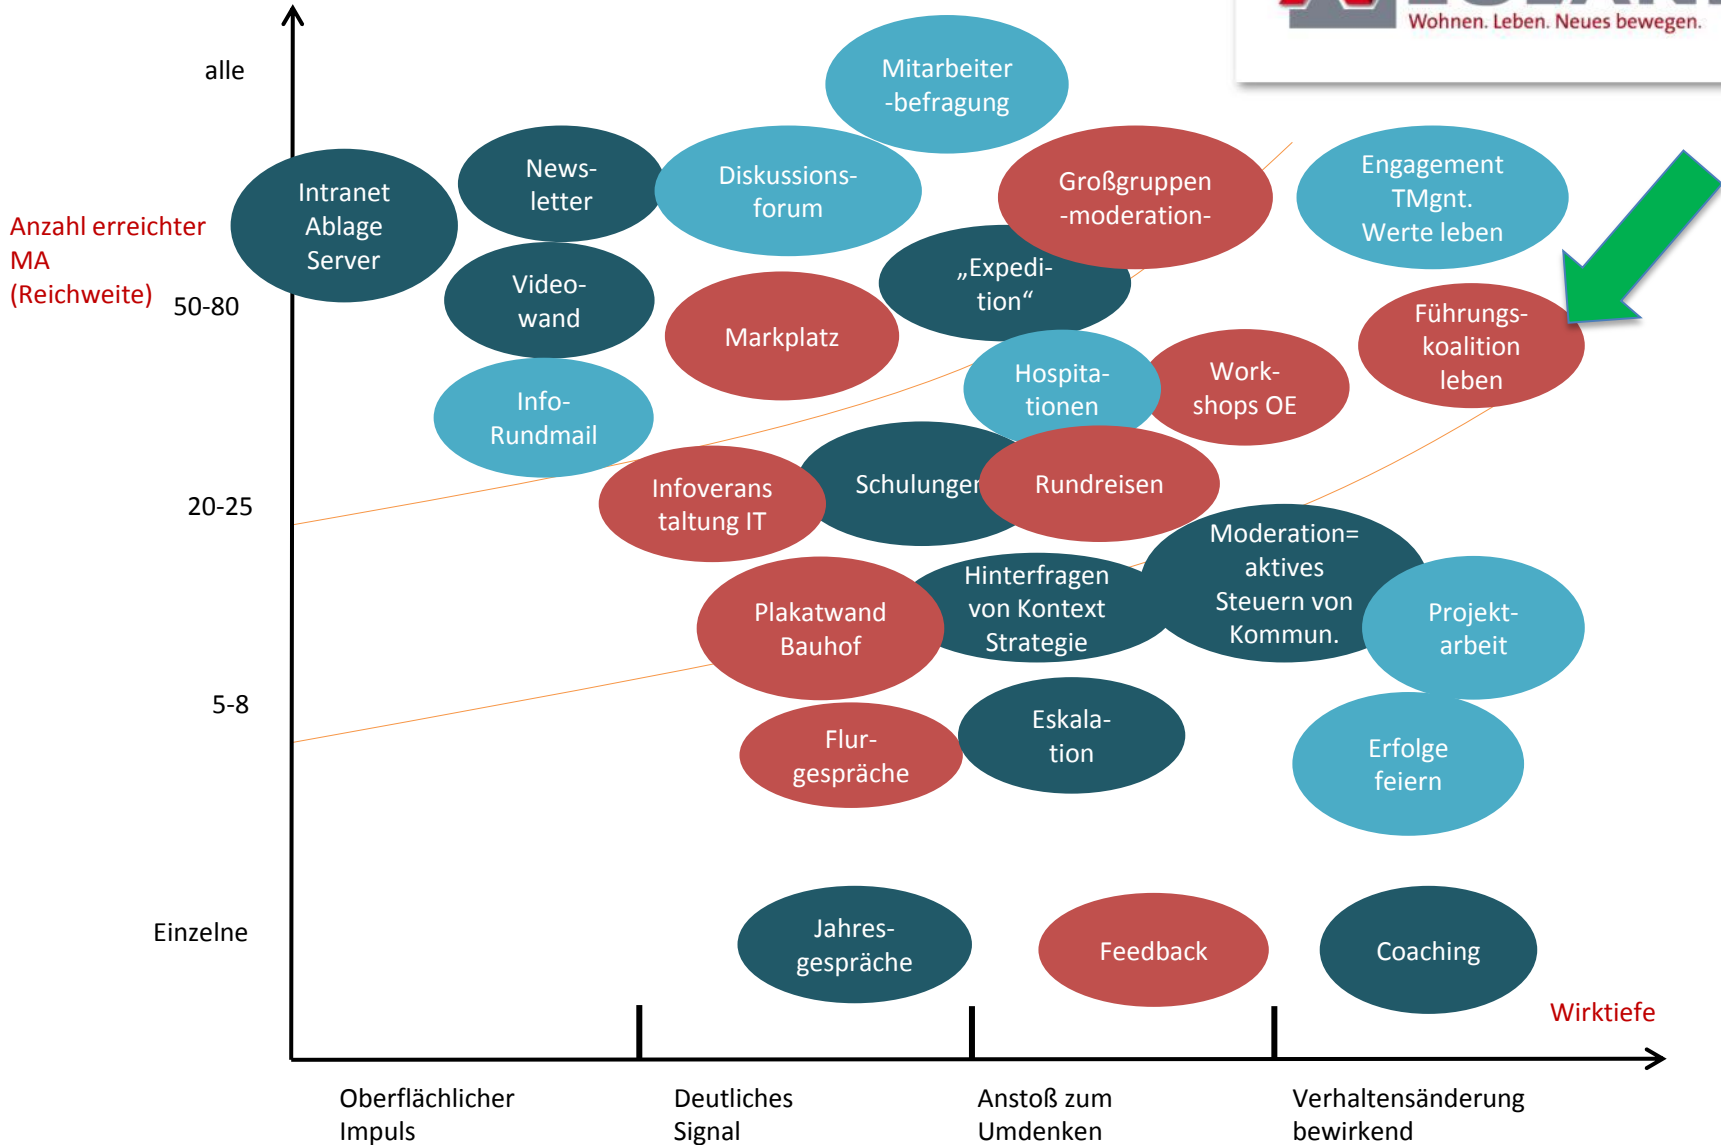 Wohnen. Leben. Neues bewegen.
alle
Mitarbeiter
-befragung
Intranet
Ablage
Server
News-
letter
Diskussions-
forum
Großgruppen
-moderation-
Engagement
TMgnt.
Werte leben
Anzahl erreichter
MA
(Reichweite)
50-80
Video-
wand
Markplatz
„Expedi-
tion“
Führungs-
koalition
leben
Info-
Rundmail
Hospita-
tionen
Work-
shops OE
20-25
Infoverans
taltung IT
Schulungen
Rundreisen
Moderation=
aktives
Steuern von
Kommun.
Plakatwand
Bauhof
Hinterfragen
von Kontext
Strategie
Projekt-
arbeit
5-8
Flur-
gespräche
Eskala-
tion
Erfolge
feiern
Einzelne
Jahres-
gespräche
Feedback
Coaching
Wirktiefe
Oberflächlicher
Impuls
Deutliches
Signal
Anstoß zum
Umdenken
Verhaltensänderung
bewirkend